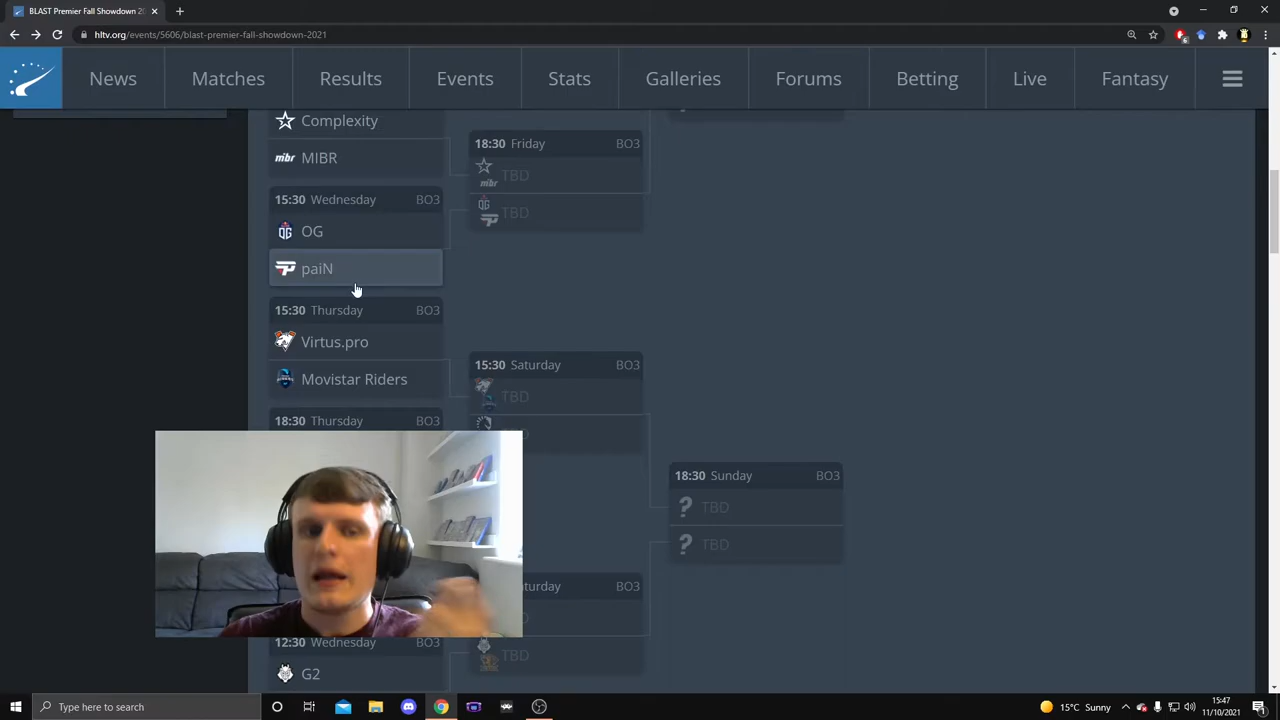 BLAST Premier Fall Showdown 20
hltv.org/events/5606/blast-premier-fall-showdown-2021
News Matches Results Events Stats Galleries Forums Betting Live Fantasy
Complexity
MIBR
18:30 Friday BO3
TBD
TBD
15:30 Wednesday BO3
OG
paiN
15:30 Thursday BO3
Virtus.pro
Movistar Riders
15:30 Saturday BO3
TBD
18:30 Thursday BO3
18:30 Sunday BO3
? TBD
? TBD
BO3
12:30 Wednesday BO3
TBD
G2
Type here to search
15°C Sunny
15:47
11/10/2021